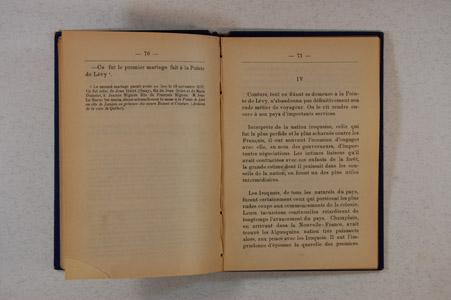 — 70 —
—Ce fut le premier mariage fait à la Pointe
de Lévy ¹.
— 71 —
IV
Couture, tout en fixant sa demeure à la Poin-
te de Lévy, n'abandonna pas définitivement son
rude métier de voyageur. On le vit rendre en-
core à son pays d'importants services.
Interprète de la nation iroquoise, celle qui
fut la plus perfide et la plus acharnée contre les
Français, il eut souvent l'occasion d'engager
avec elle, au nom des gouverneurs, d'impor-
tantes négociations. Les intimes liaisons qu'il
avait contractées avec ces enfants de la forêt,
la grande estime dont il jouissait dans les con-
seils de la nation, en firent un des plus utiles
intermédiaires.
Les Iroquois, de tous les naturels du pays,
furent certainement ceux qui portèrent les plus
rudes coups aux commencements de la colonie.
Leurs incursions continuelles retardèrent de
longtemps l'avancement du pays. Champlain,
en arrivant dans la Nouvelle-France, avait
trouvé les Algonquins, nation très puissante
alors, aux prises avec les Iroquois. Il eut l'im-
prudence d'épouser la querelle des premiers